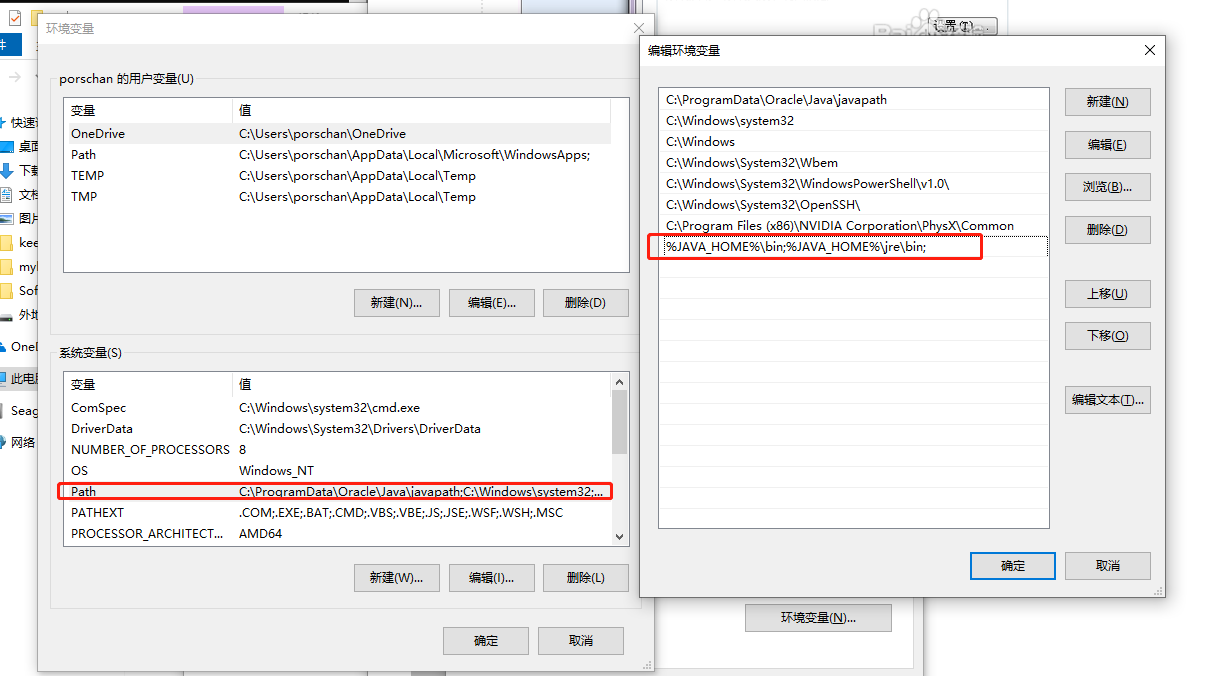 环境变量
porschan 的用户变量(U)
变量 值
OneDrive C:\Users\porschan\OneDrive
Path C:\Users\porschan\AppData\Local\Microsoft\WindowsApps;
TEMP C:\Users\porschan\AppData\Local\Temp
TMP C:\Users\porschan\AppData\Local\Temp
新建(N)... 编辑(E)... 删除(D)
系统变量(S)
变量 值
ComSpec C:\Windows\system32\cmd.exe
DriverData C:\Windows\System32\Drivers\DriverData
NUMBER_OF_PROCESSORS 8
OS Windows_NT
Path C:\ProgramData\Oracle\Java\javapath;C:\Windows\system32;...
PATHEXT .COM;.EXE;.BAT;.CMD;.VBS;.VBE;.JS;.JSE;.WSF;.WSH;.MSC
PROCESSOR_ARCHITECT... AMD64
新建(W)... 编辑(I)... 删除(L)
确定 取消
编辑环境变量
C:\ProgramData\Oracle\Java\javapath
C:\Windows\system32
C:\Windows
C:\Windows\System32\Wbem
C:\Windows\System32\WindowsPowerShell\v1.0\
C:\Windows\System32\OpenSSH\
C:\Program Files (x86)\NVIDIA Corporation\PhysX\Common
%JAVA_HOME%\bin;%JAVA_HOME%\jre\bin;
新建(N)
编辑(E)
浏览(B)...
删除(D)
上移(U)
下移(O)
编辑文本(T)...
确定 取消
环境变量(N)...
设置(T)...
件
快速
桌面
下载
文档
图片
kee
my
Sof
外地
OneD
此电脑
Seag
网络